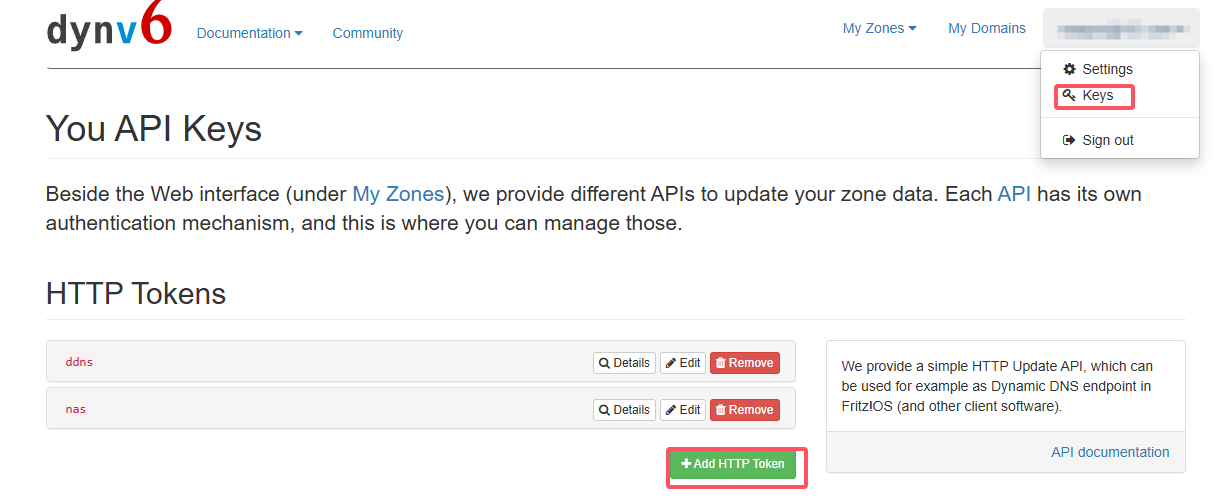 dynv6
Documentation
Community
My Zones
My Domains
Settings
Keys
Sign out
You API Keys
Beside the Web interface (under My Zones), we provide different APIs to update your zone data. Each API has its own
authentication mechanism, and this is where you can manage those.
HTTP Tokens
ddns
Details
Edit
Remove
nas
Details
Edit
Remove
Add HTTP Token
We provide a simple HTTP Update API, which can
be used for example as Dynamic DNS endpoint in
Fritz!OS (and other client software).
API documentation